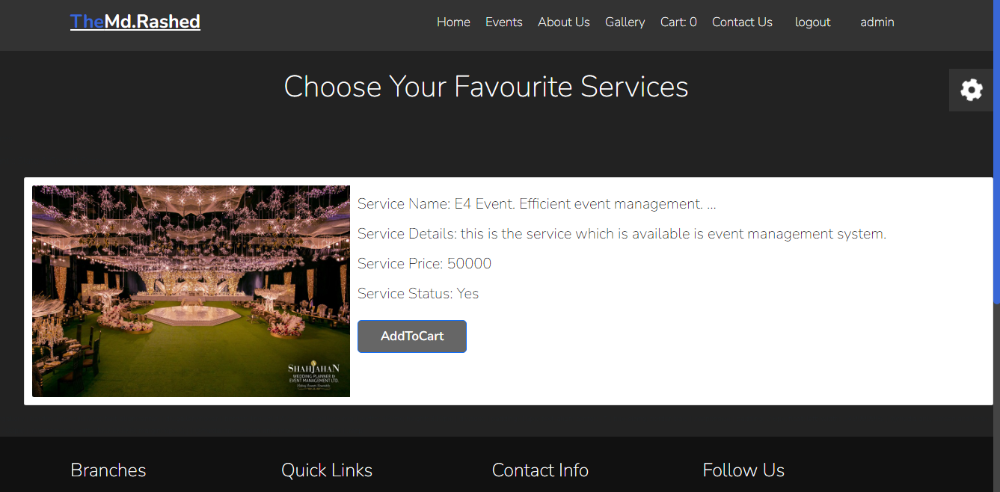 TheMd.Rashed
Home Events About Us Gallery Cart: 0 Contact Us logout admin
Choose Your Favourite Services
Service Name: E4 Event. Efficient event management. ...
Service Details: this is the service which is available is event management system.
Service Price: 50000
Service Status: Yes
AddToCart
SHAHJAHAN
WEDDING PLANNER &
EVENT MANAGEMENT LTD.
Branches Quick Links Contact Info Follow Us